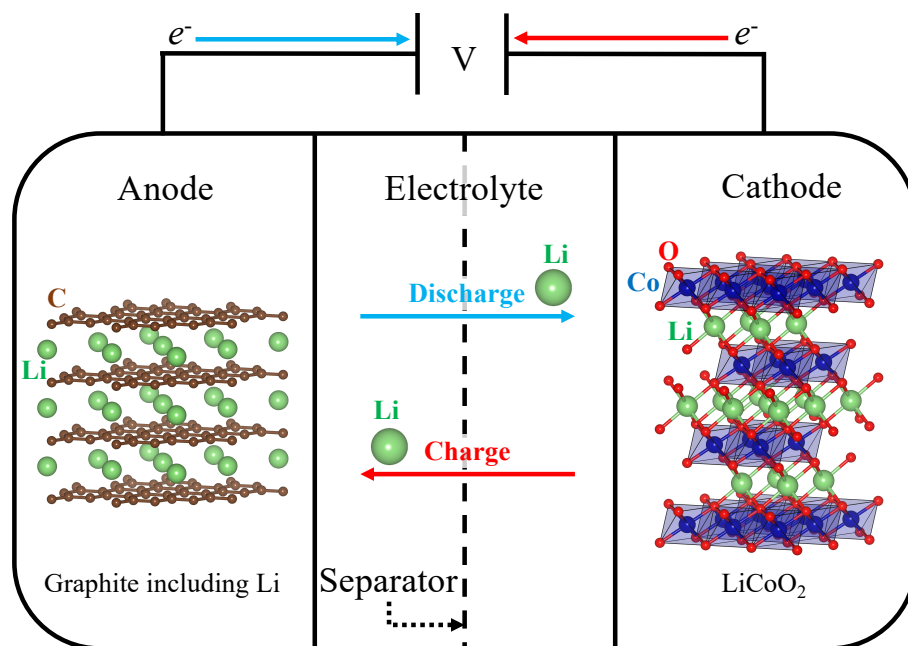 e⁻
e⁻
V
Anode
Electrolyte
Cathode
Li
O
Co
Discharge
C
Li
Li
Li
Charge
Graphite including Li
Separator
LiCoO₂